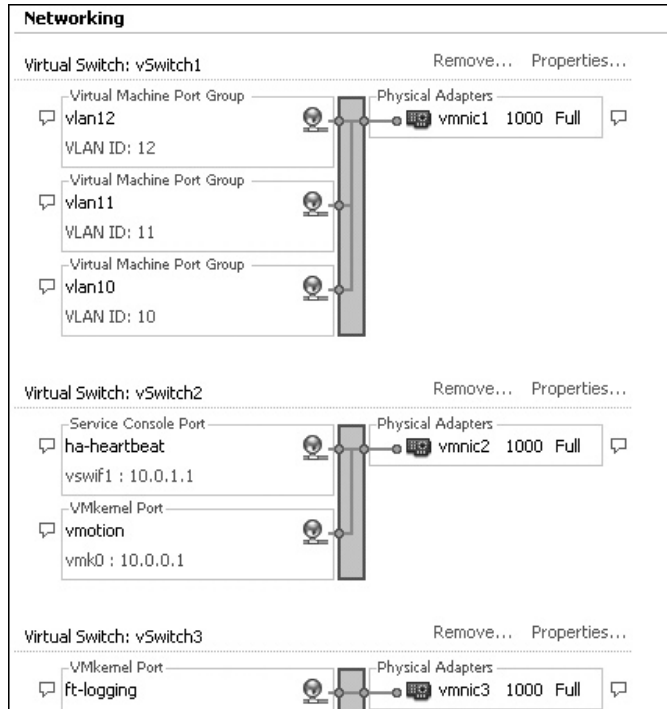 Networking
Virtual Switch: vSwitch1 Remove... Properties...
Virtual Machine Port Group Physical Adapters
vlan12 vmnic1 1000 Full
VLAN ID: 12
Virtual Machine Port Group
vlan11
VLAN ID: 11
Virtual Machine Port Group
vlan10
VLAN ID: 10
Virtual Switch: vSwitch2 Remove... Properties...
Service Console Port Physical Adapters
ha-heartbeat vmnic2 1000 Full
vswif1 : 10.0.1.1
VMkernel Port
vmotion
vmk0 : 10.0.0.1
Virtual Switch: vSwitch3 Remove... Properties...
VMkernel Port Physical Adapters
ft-logging vmnic3 1000 Full